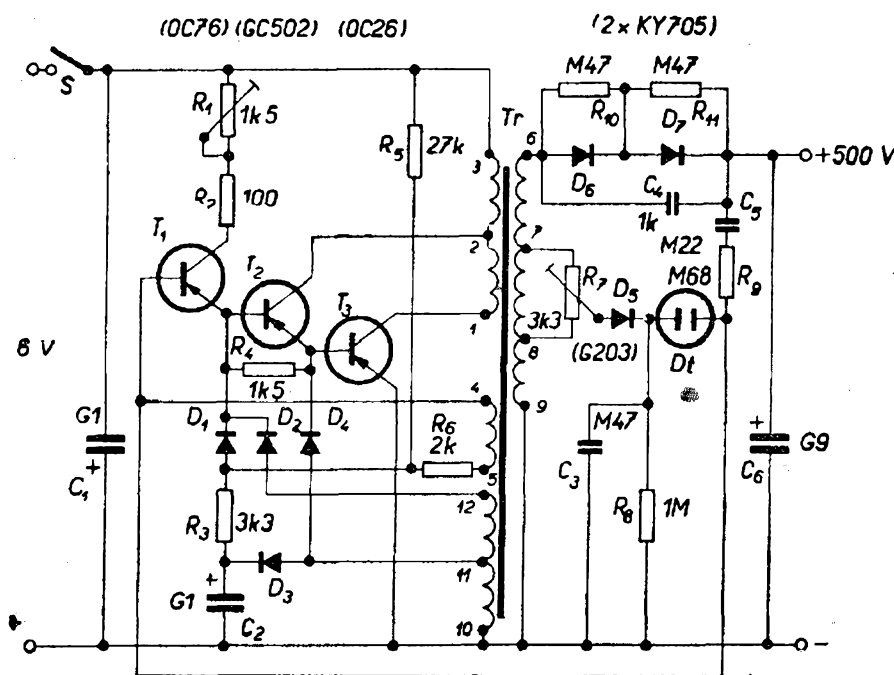 (OC76) (GC502) (OC26)
(2 x KY705)
S
R1
1k5
R2
100
R5
27k
Tr
3
2
1
4
5
12
11
10
6
7
8
9
M47
M47
R10
R11
D6
D7
C4
1k
C5
M22
+500 V
T1
T2
T3
R4
1k5
R7
3k3
D5
(G203)
M68
R9
Dt
8 V
G1
+
C1
D1
D2
D4
R6
2k
R3
3k3
D3
+
G1
C2
M47
C3
R8
1M
+
G9
C6
+
-